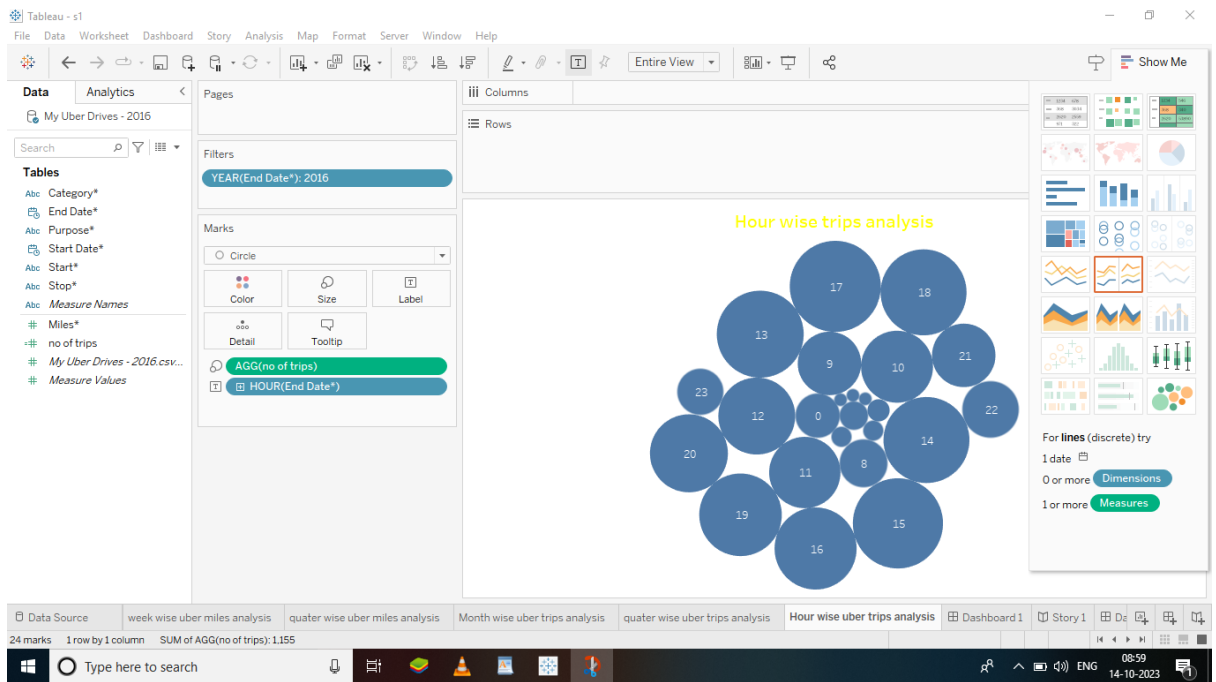 Tableau - s1
File Data Worksheet Dashboard Story Analysis Map Format Server Window Help
Entire View
Show Me
Data Analytics
My Uber Drives - 2016
Search
Tables
Abc Category*
End Date*
Abc Purpose*
Start Date*
Abc Start*
Abc Stop*
Abc Measure Names
# Miles*
=# no of trips
# My Uber Drives - 2016.csv...
# Measure Values
Pages
Filters
YEAR(End Date*): 2016
Marks
Circle
Color Size Label
Detail Tooltip
AGG(no of trips)
HOUR(End Date*)
iii Columns
Rows
Hour wise trips analysis
17
18
13
9
10
21
23
12
0
22
20
11
8
14
19
16
15
For lines (discrete) try
1 date
0 or more Dimensions
1 or more Measures
Data Source week wise uber miles analysis quater wise uber miles analysis Month wise uber trips analysis quater wise uber trips analysis Hour wise uber trips analysis Dashboard 1 Story 1 Da
24 marks 1 row by 1 column SUM of AGG(no of trips): 1,155
Type here to search
ENG
08:59
14-10-2023
1